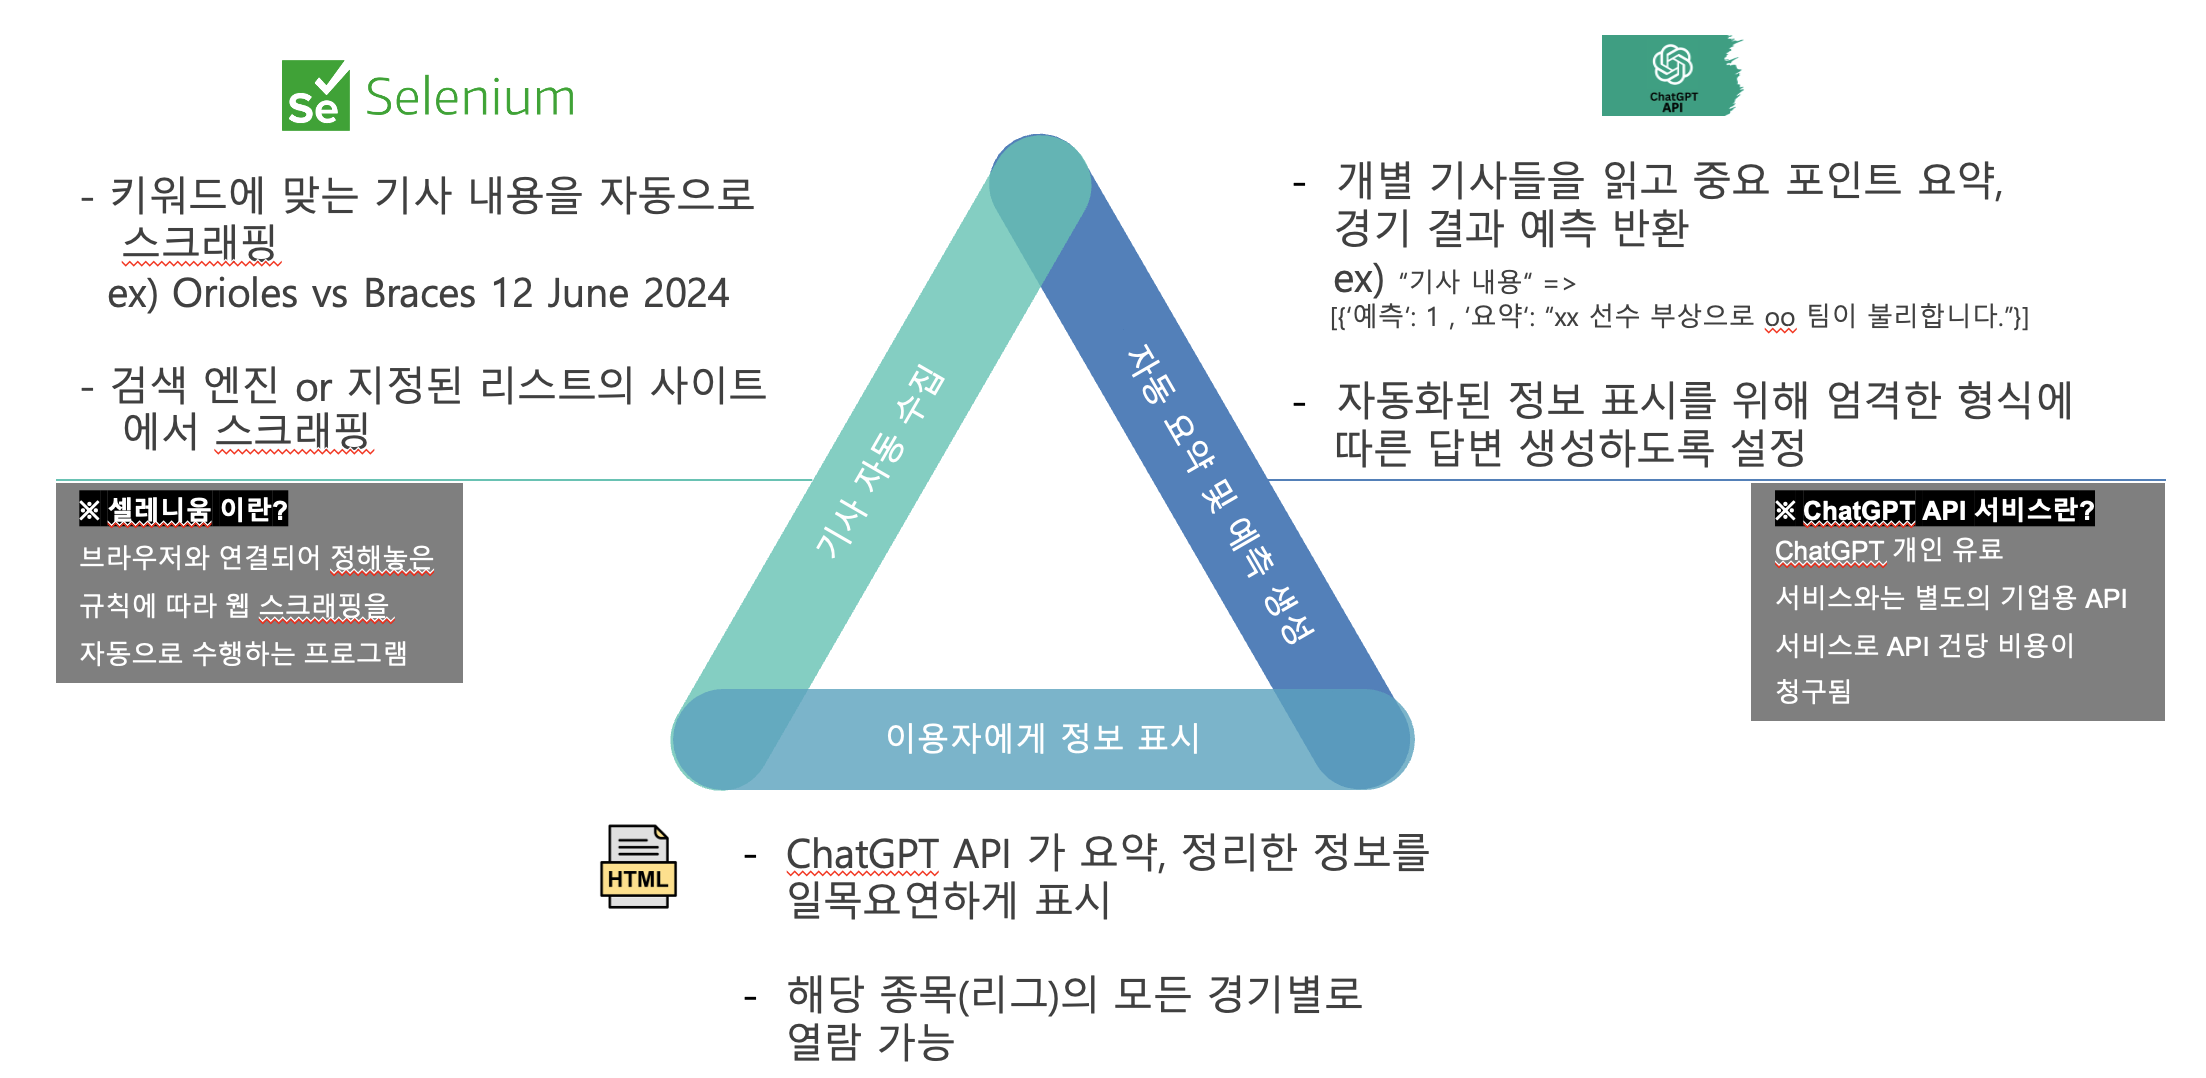 Se Selenium
- 키워드에 맞는 기사 내용을 자동으로
스크래핑
ex) Orioles vs Braces 12 June 2024
- 검색 엔진 or 지정된 리스트의 사이트
에서 스크래핑
※ 셀레니움 이란?
브라우저와 연결되어 정해놓은
규칙에 따라 웹 스크래핑을
자동으로 수행하는 프로그램
기사 자동 수집
자동 요약 및 예측 생성
이용자에게 정보 표시
ChatGPT
API
- 개별 기사들을 읽고 중요 포인트 요약,
경기 결과 예측 반환
ex) “기사 내용“ =>
[{‘예측‘: 1 , ‘요약‘: “xx 선수 부상으로 oo 팀이 불리합니다.”}]
- 자동화된 정보 표시를 위해 엄격한 형식에
따른 답변 생성하도록 설정
※ ChatGPT API 서비스란?
ChatGPT 개인 유료
서비스와는 별도의 기업용 API
서비스로 API 건당 비용이
청구됨
HTML
- ChatGPT API 가 요약, 정리한 정보를
일목요연하게 표시
- 해당 종목(리그)의 모든 경기별로
열람 가능